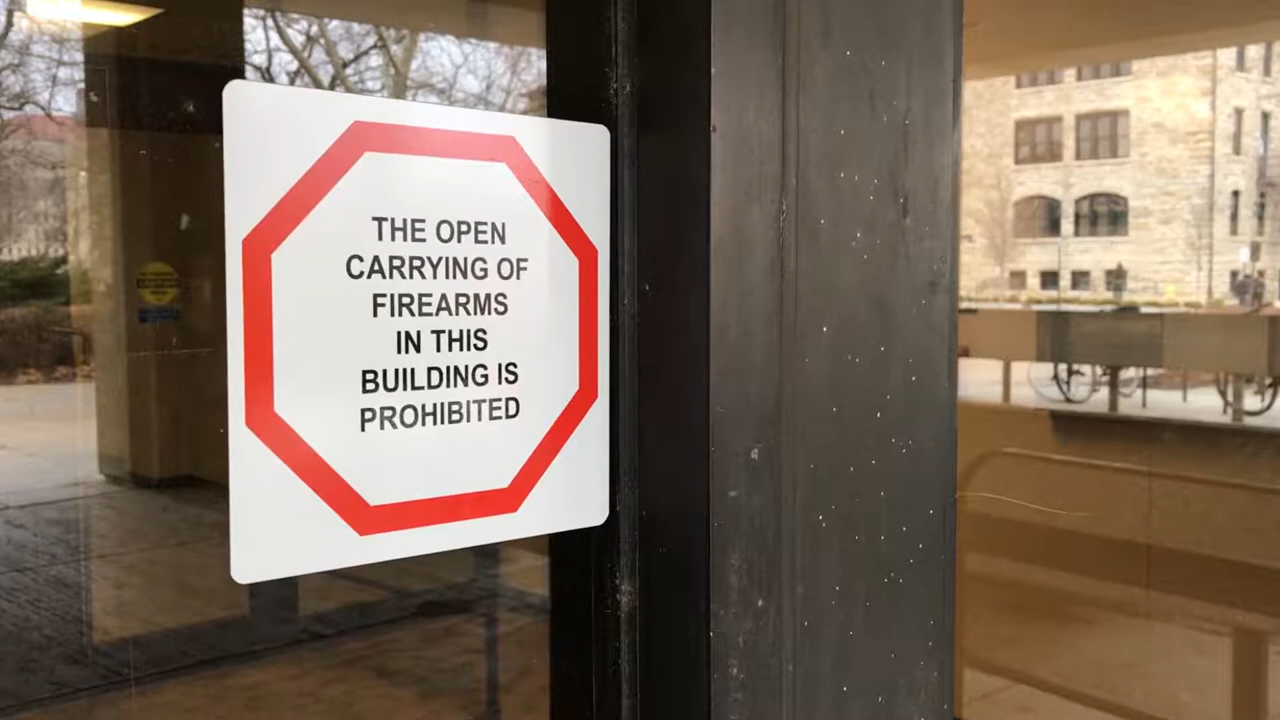 THE OPEN
CARRYING OF
FIREARMS
IN THIS
BUILDING IS
PROHIBITED